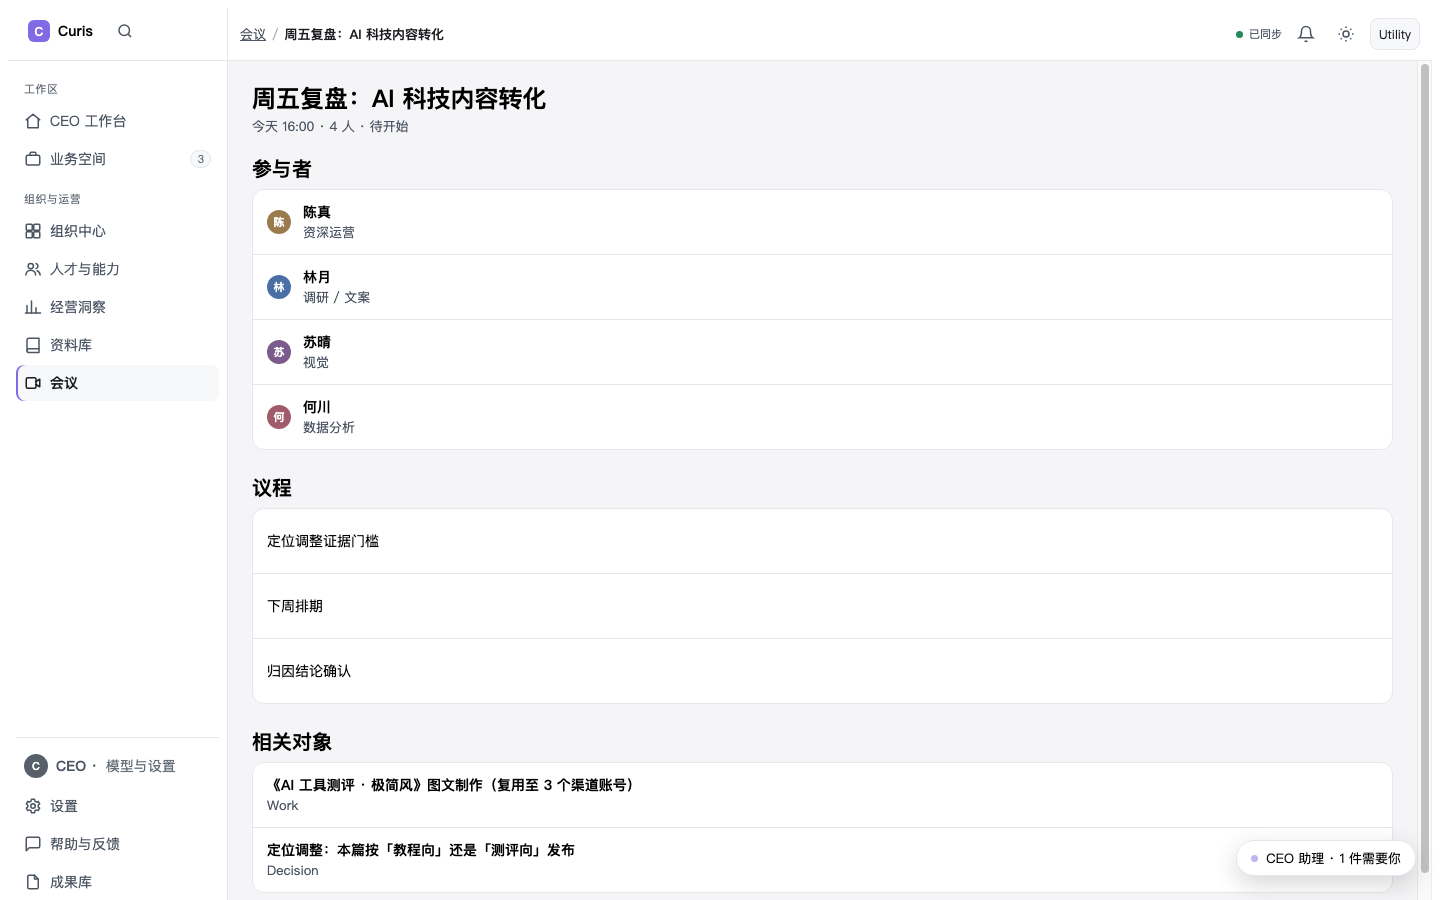 C Curis
会议 / 周五复盘：AI 科技内容转化
已同步
Utility
工作区
CEO 工作台
业务空间 3
组织与运营
组织中心
人才与能力
经营洞察
资料库
会议
C CEO · 模型与设置
设置
帮助与反馈
成果库
周五复盘：AI 科技内容转化
今天 16:00 · 4 人 · 待开始
参与者
陈
陈真
资深运营
林
林月
调研 / 文案
苏
苏晴
视觉
何
何川
数据分析
议程
定位调整证据门槛
下周排期
归因结论确认
相关对象
《AI 工具测评 · 极简风》图文制作（复用至 3 个渠道账号）
Work
定位调整：本篇按「教程向」还是「测评向」发布
Decision
CEO 助理 · 1 件需要你